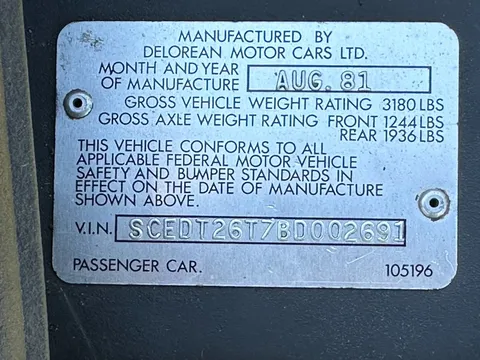 MANUFACTURED BY
DELOREAN MOTOR CARS LTD.
MONTH AND YEAR
OF MANUFACTURE AUG. 81
GROSS VEHICLE WEIGHT RATING 3180 LBS
GROSS AXLE WEIGHT RATING FRONT 1244 LBS
REAR 1936 LBS
THIS VEHICLE CONFORMS TO ALL
APPLICABLE FEDERAL MOTOR VEHICLE
SAFETY AND BUMPER STANDARDS IN
EFFECT ON THE DATE OF MANUFACTURE
SHOWN ABOVE.
V.I.N. SCEDT26T7BD002691
PASSENGER CAR. 105196